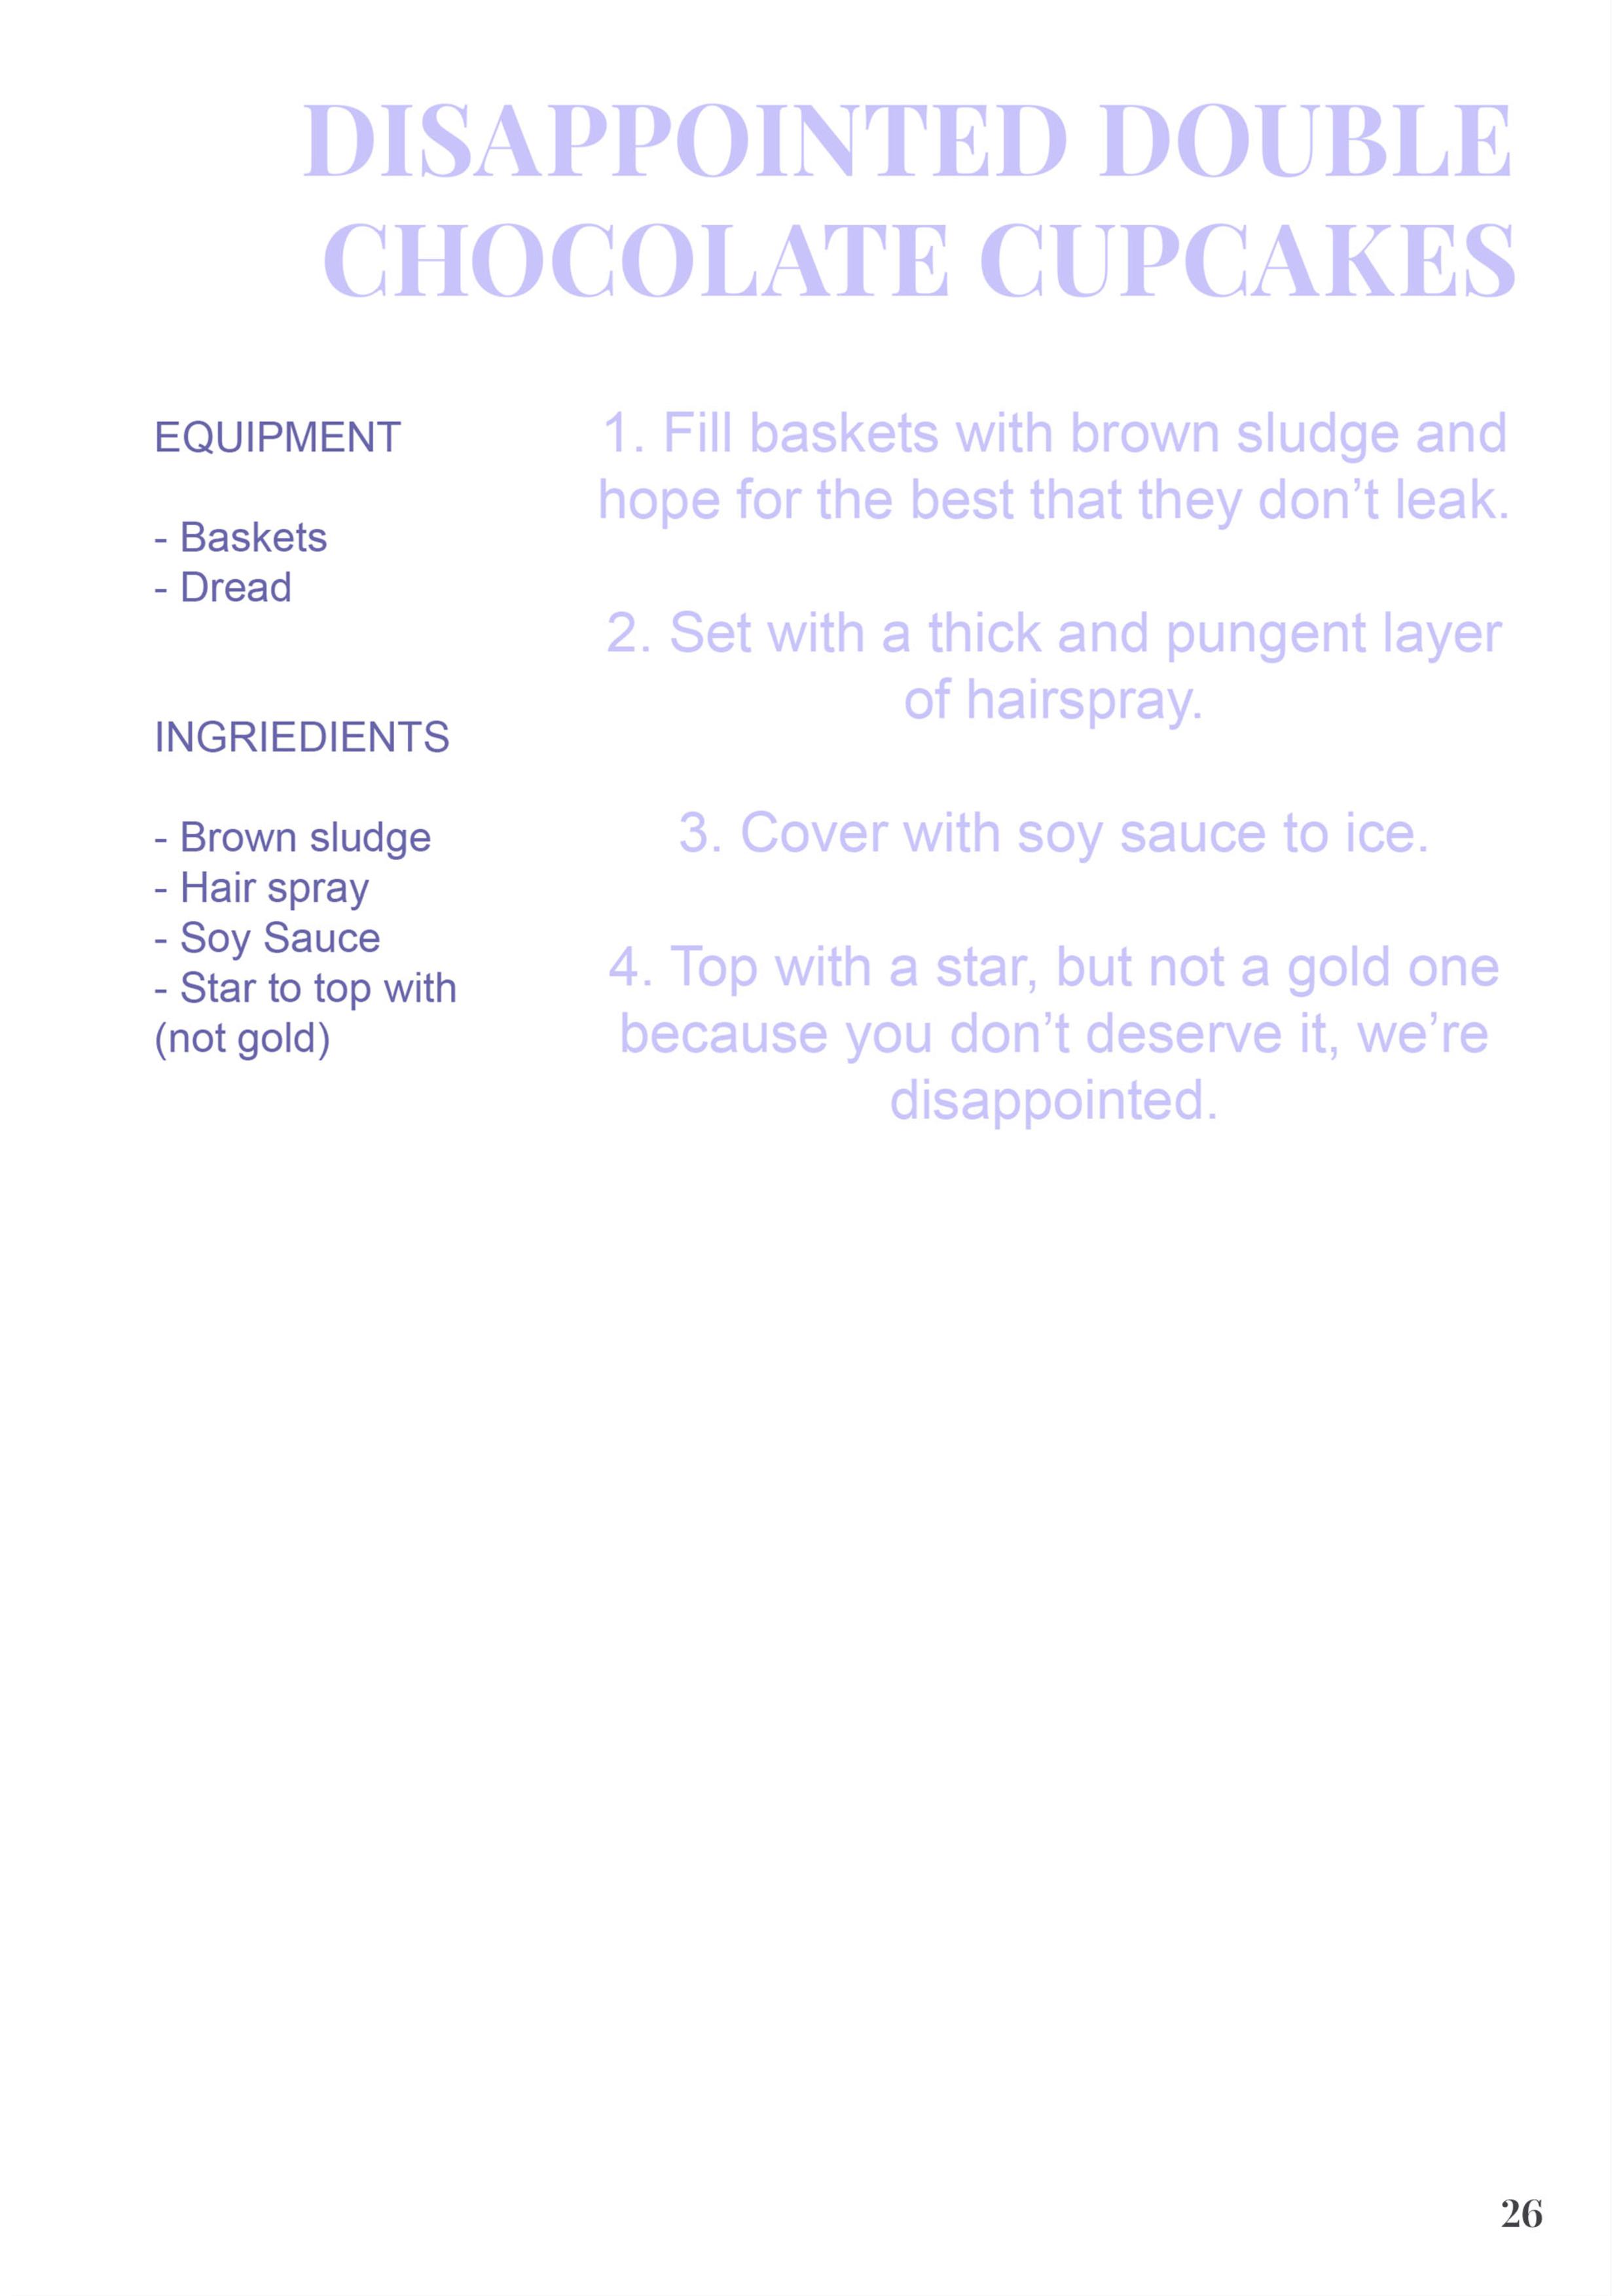 DISAPPOINTED DOUBLE
CHOCOLATE CUPCAKES
EQUIPMENT
- Baskets
- Dread
INGRIEDIENTS
- Brown sludge
- Hair spray
- Soy Sauce
- Star to top with
(not gold)
1. Fill baskets with brown sludge and
hope for the best that they don’t leak.
2. Set with a thick and pungent layer
of hairspray.
3. Cover with soy sauce to ice.
4. Top with a star, but not a gold one
because you don’t deserve it, we’re
disappointed.
26